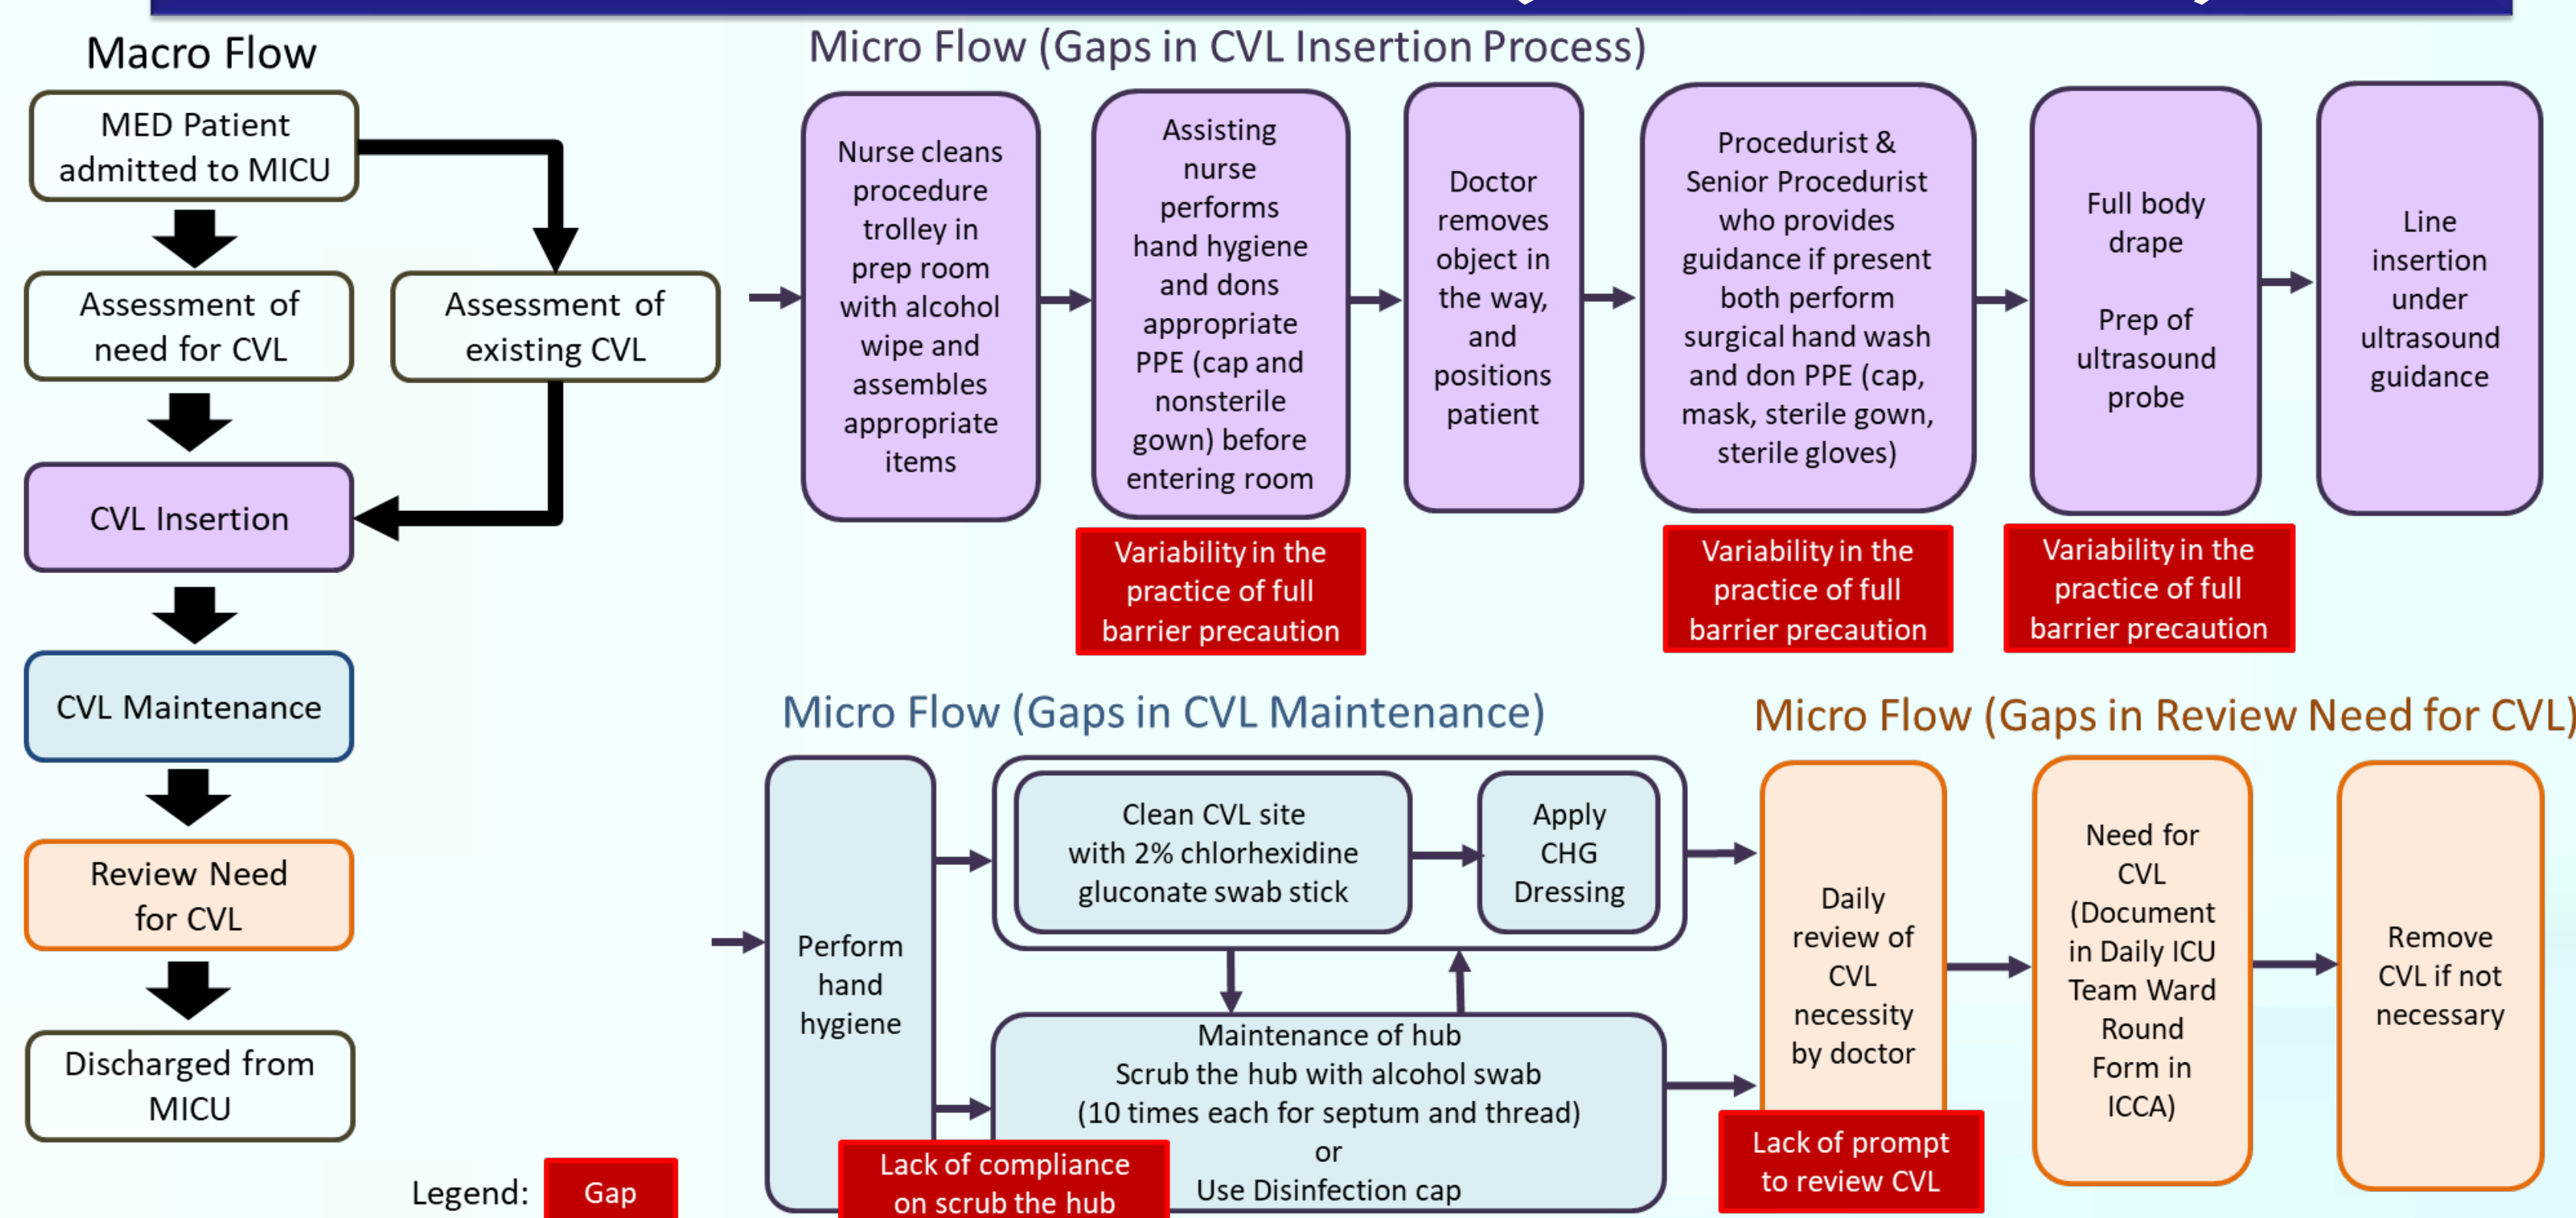 Macro Flow
MED Patient
admitted to MICU
Assessment of
need for CVL
Assessment of
existing CVL
CVL Insertion
CVL Maintenance
Review Need
for CVL
Discharged from
MICU
Legend:
Gap
Micro Flow (Gaps in CVL Insertion Process)
Nurse cleans
procedure
trolley in
prep room
with alcohol
wipe and
assembles
appropriate
items
Assisting
nurse
performs
hand hygiene
and dons
appropriate
PPE (cap and
nonsterile
gown) before
entering room
Variability in the
practice of full
barrier precaution
Doctor
removes
object in
the way,
and
positions
patient
Procedurist &
Senior Procedurist
who provides
guidance if present
both perform
surgical hand wash
and don PPE (cap,
mask, sterile gown,
sterile gloves)
Variability in the
practice of full
barrier precaution
Full body
drape
Prep of
ultrasound
probe
Variability in the
practice of full
barrier precaution
Line
insertion
under
ultrasound
guidance
Micro Flow (Gaps in CVL Maintenance)
Perform
hand
hygiene
Clean CVL site
with 2% chlorhexidine
gluconate swab stick
Apply
CHG
Dressing
Maintenance of hub
Scrub the hub with alcohol swab
(10 times each for septum and thread)
or
Use Disinfection cap
Lack of compliance
on scrub the hub
Micro Flow (Gaps in Review Need for CVL)
Daily
review of
CVL
necessity
by doctor
Lack of prompt
to review CVL
Need for
CVL
(Document
in Daily ICU
Team Ward
Round
Form in
ICCA)
Remove
CVL if not
necessary